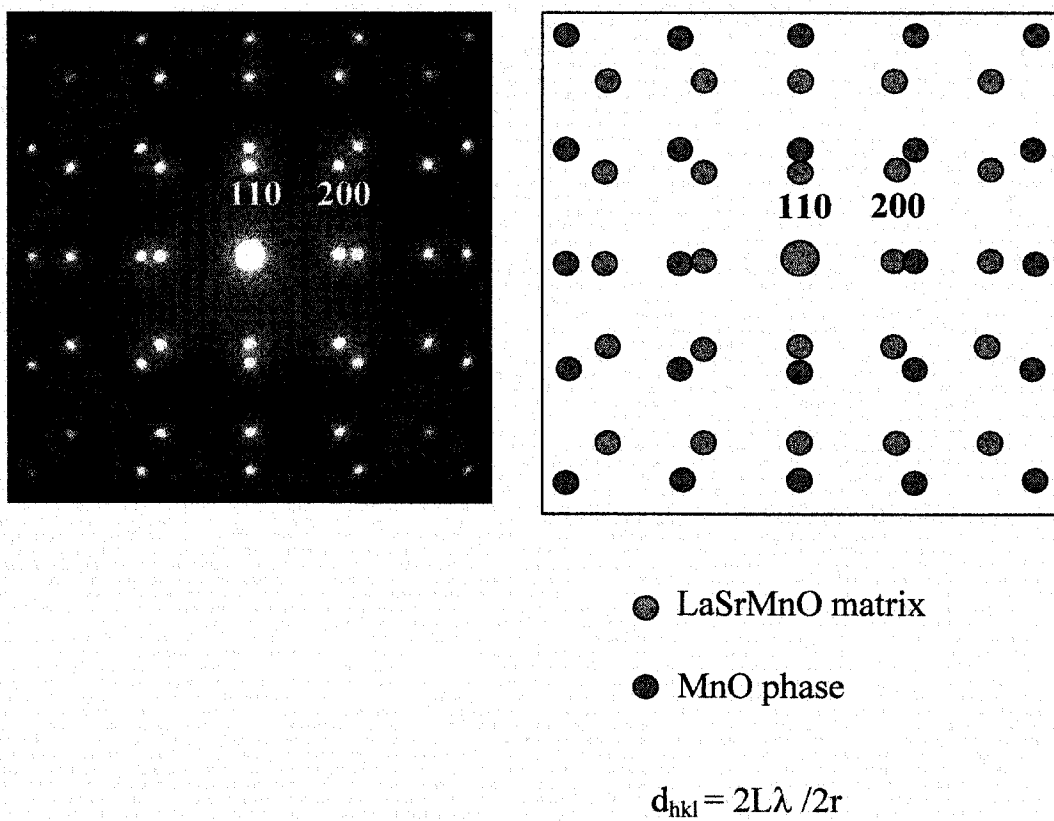 110 200
110 200
LaSrMnO matrix
MnO phase
d_hkl = 2Lλ /2r